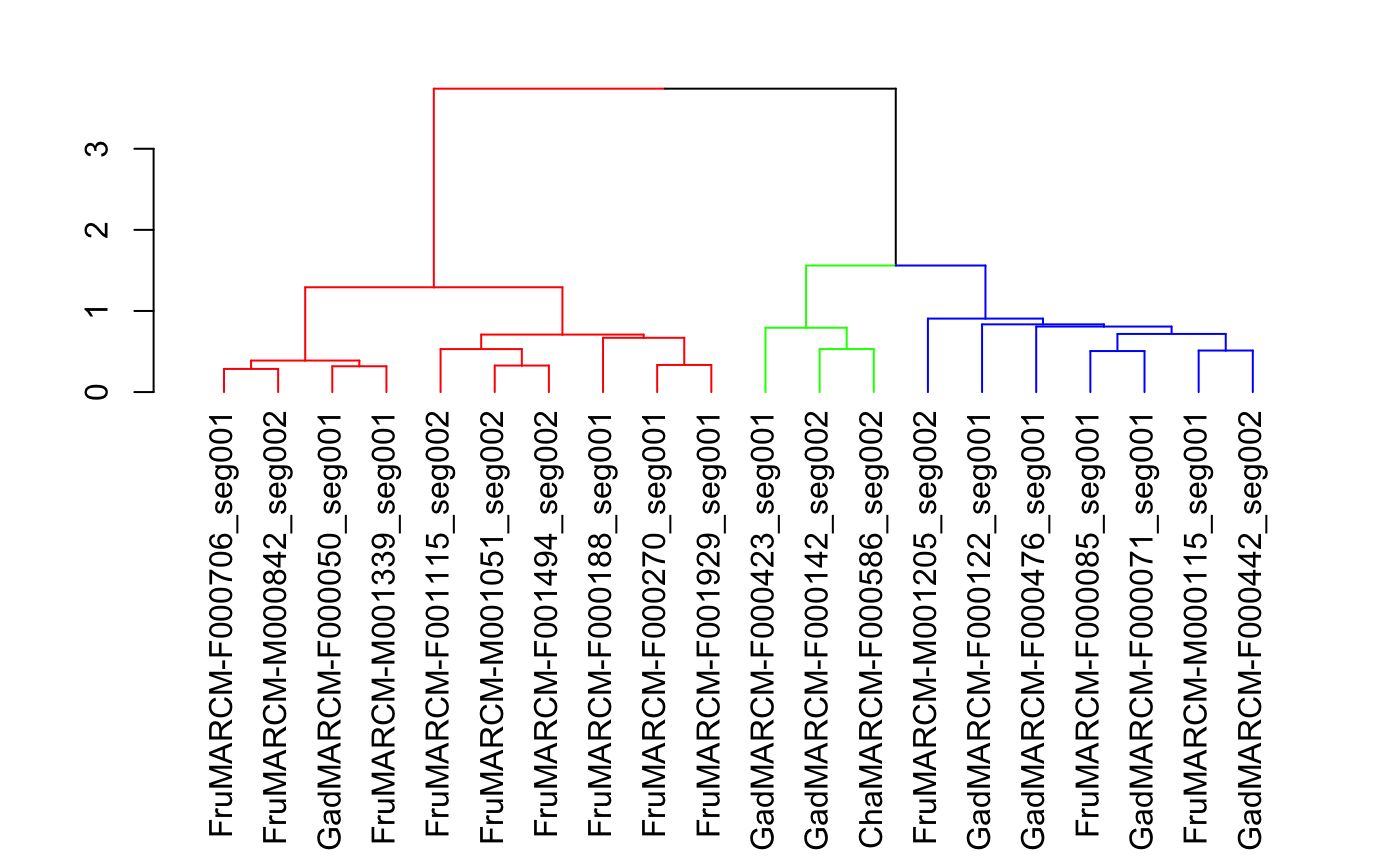 3
2
1
0
FruMARCM-F000706_seg001
FruMARCM-M000842_seg002
GadMARCM-F000050_seg001
FruMARCM-M001339_seg001
FruMARCM-F001115_seg002
FruMARCM-M001051_seg002
FruMARCM-F001494_seg002
FruMARCM-F000188_seg001
FruMARCM-F000270_seg001
FruMARCM-F001929_seg001
GadMARCM-F000423_seg001
GadMARCM-F000142_seg002
ChaMARCM-F000586_seg002
FruMARCM-M001205_seg002
GadMARCM-F000122_seg001
GadMARCM-F000476_seg001
FruMARCM-F000085_seg001
GadMARCM-F000071_seg001
FruMARCM-M000115_seg001
GadMARCM-F000442_seg002